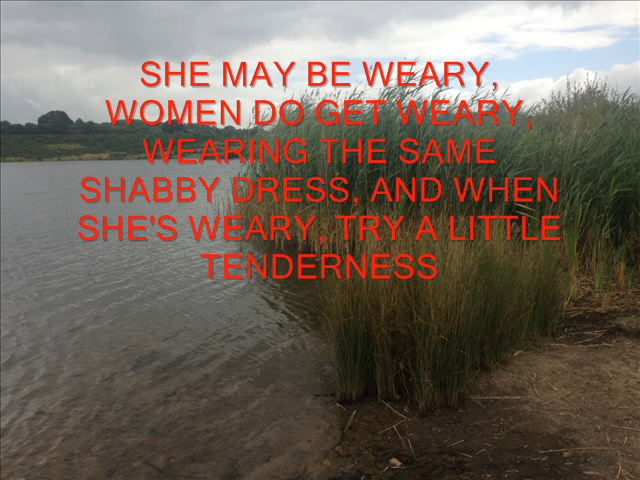 SHE MAY BE WEARY,
WOMEN DO GET WEARY,
WEARING THE SAME
SHABBY DRESS, AND WHEN
SHE'S WEARY, TRY A LITTLE
TENDERNESS